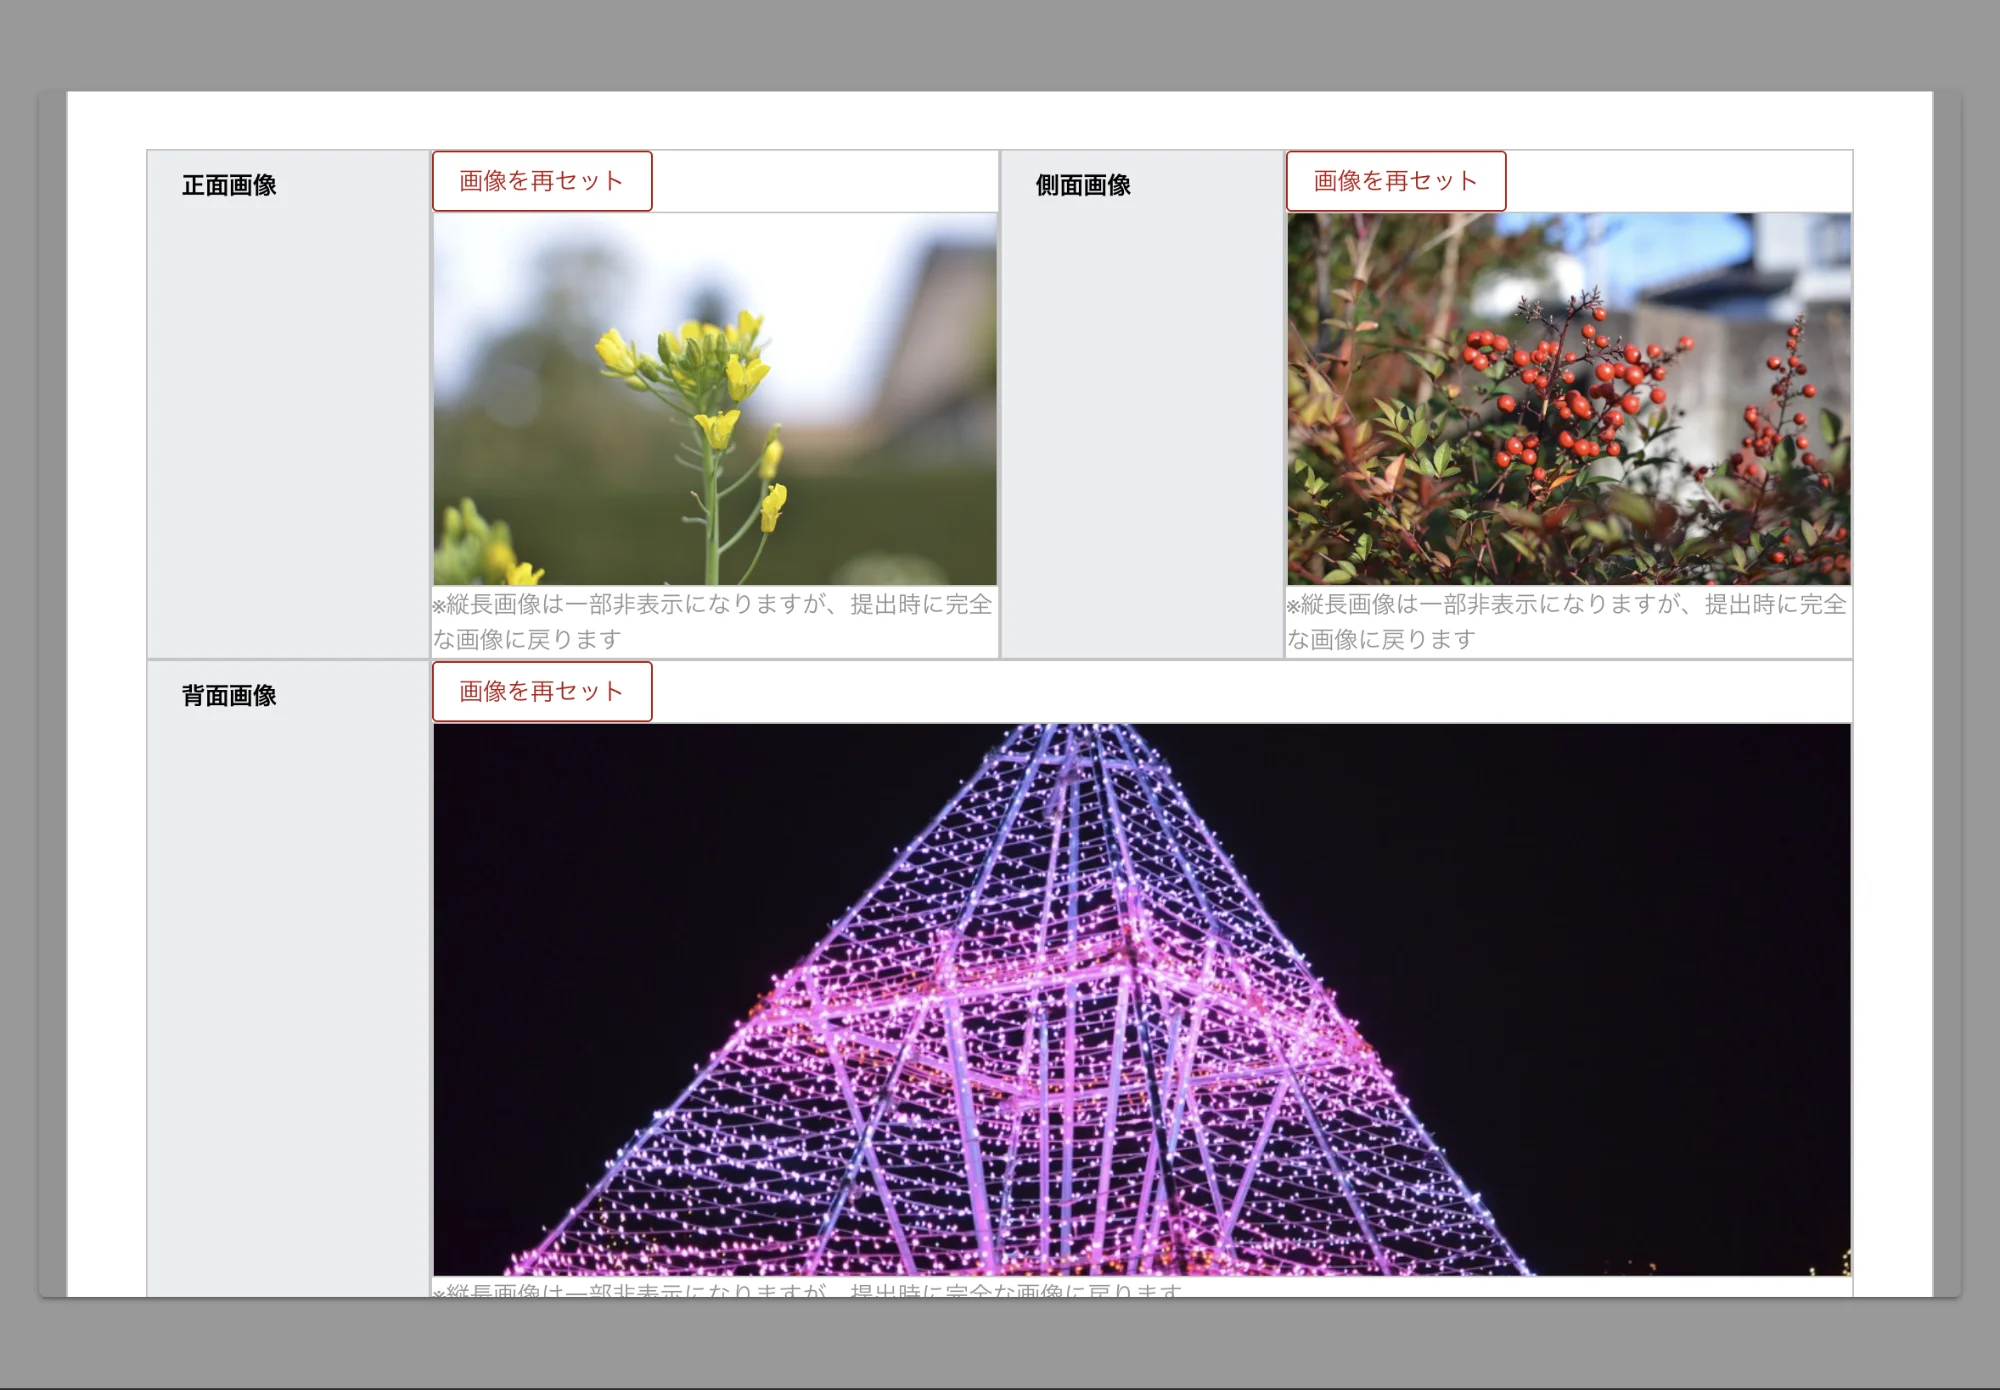 正面画像
画像を再セット
※縦長画像は一部非表示になりますが、提出時に完全
な画像に戻ります
側面画像
画像を再セット
※縦長画像は一部非表示になりますが、提出時に完全
な画像に戻ります
背面画像
画像を再セット
※縦長画像は一部非表示になりますが、提出時に完全な画像に戻ります